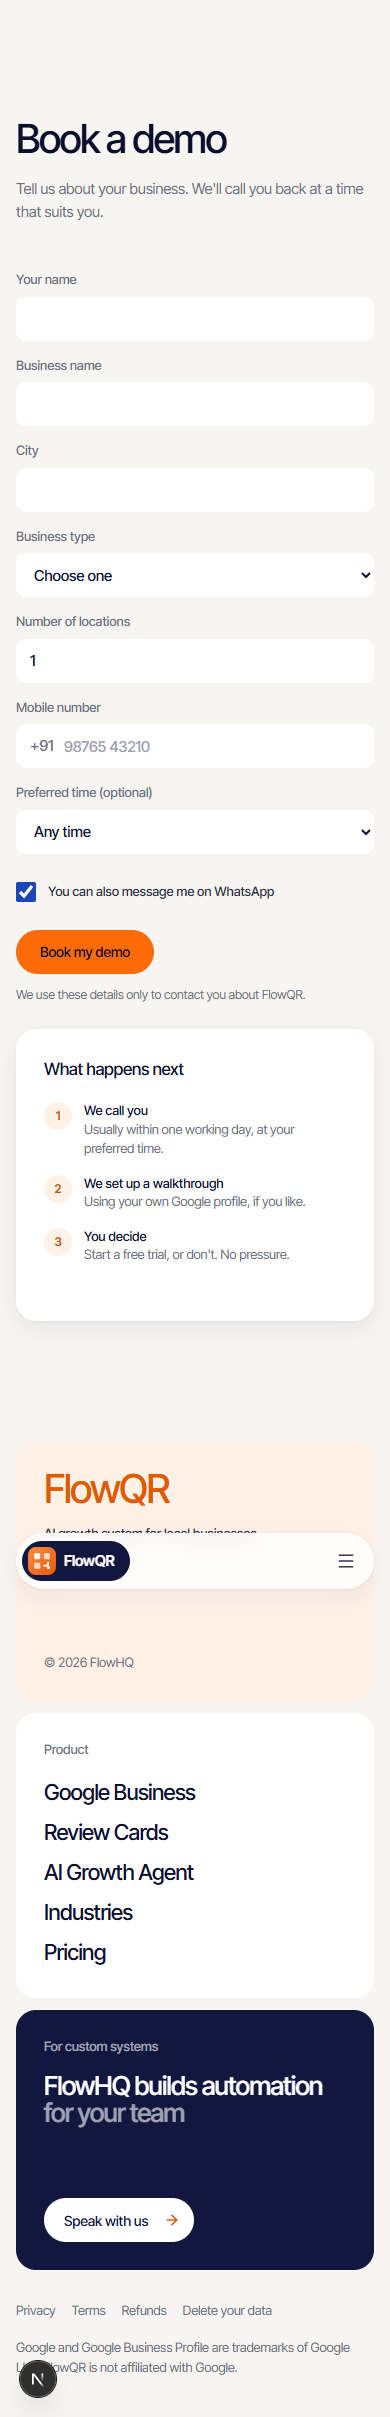 Book a demo
Tell us about your business. We'll call you back at a time
that suits you.
Your name
Business name
City
Business type
Choose one
Number of locations
1
Mobile number
+91 98765 43210
Preferred time (optional)
Any time
You can also message me on WhatsApp
Book my demo
We use these details only to contact you about FlowQR.
What happens next
1 We call you
Usually within one working day, at your
preferred time.
2 We set up a walkthrough
Using your own Google profile, if you like.
3 You decide
Start a free trial, or don't. No pressure.
FlowQR
AI growth system for local businesses
FlowQR
© 2026 FlowHQ
Product
Google Business
Review Cards
AI Growth Agent
Industries
Pricing
For custom systems
FlowHQ builds automation
for your team
Speak with us →
Privacy Terms Refunds Delete your data
Google and Google Business Profile are trademarks of Google
is not affiliated with Google.
N